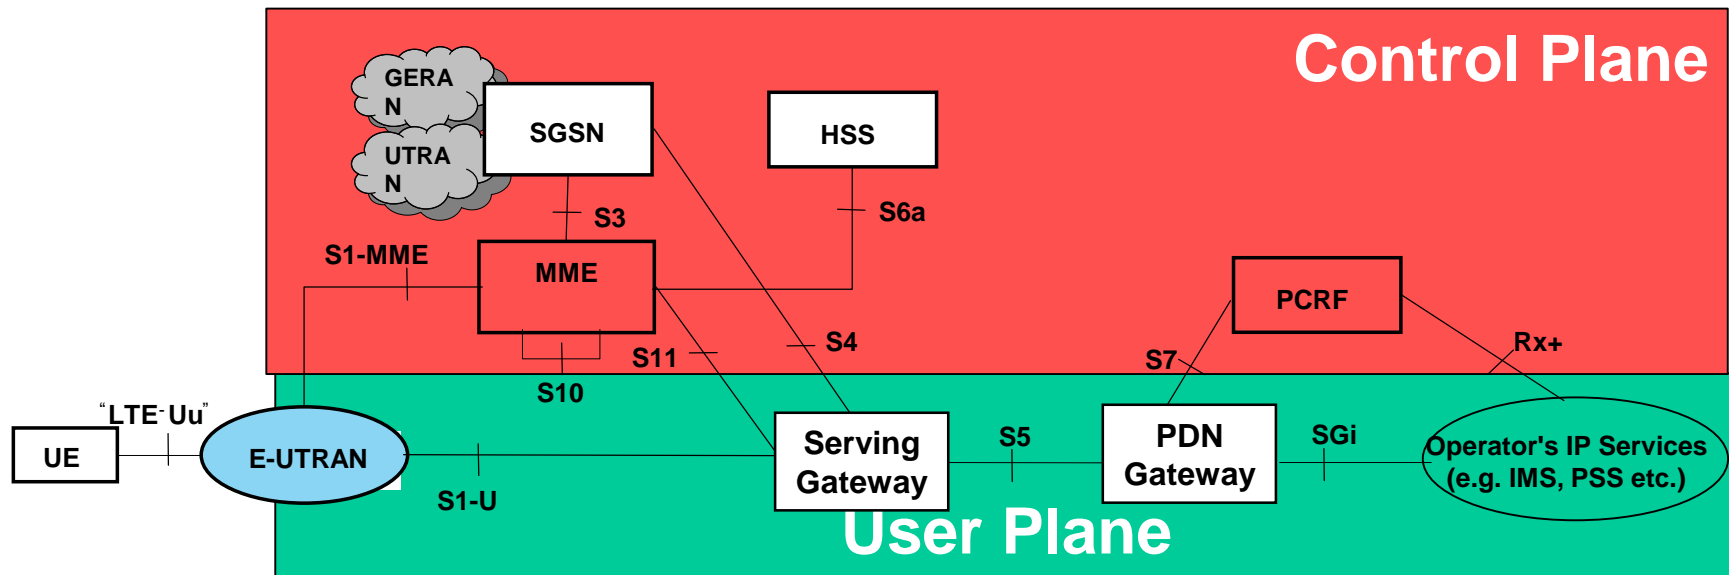 Control Plane
GERA
N
SGSN
HSS
UTRA
N
S3
S6a
S1-MME
MME
PCRF
S11
S4
S7
Rx+
S10
“LTE-Uu”
UE
E-UTRAN
S1-U
Serving
Gateway
S5
PDN
Gateway
SGi
Operator's IP Services
(e.g. IMS, PSS etc.)
User Plane